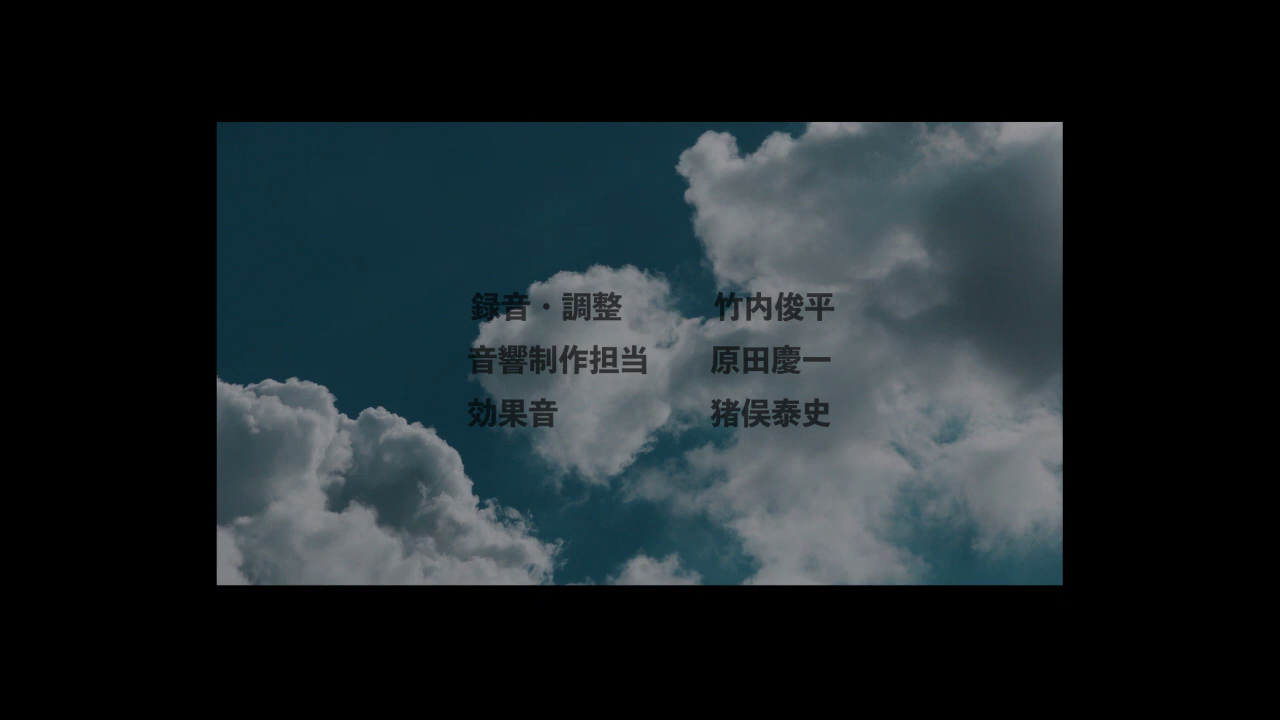 録音・調整 竹内俊平
音響制作担当 原田慶一
効果音 猪俣泰史